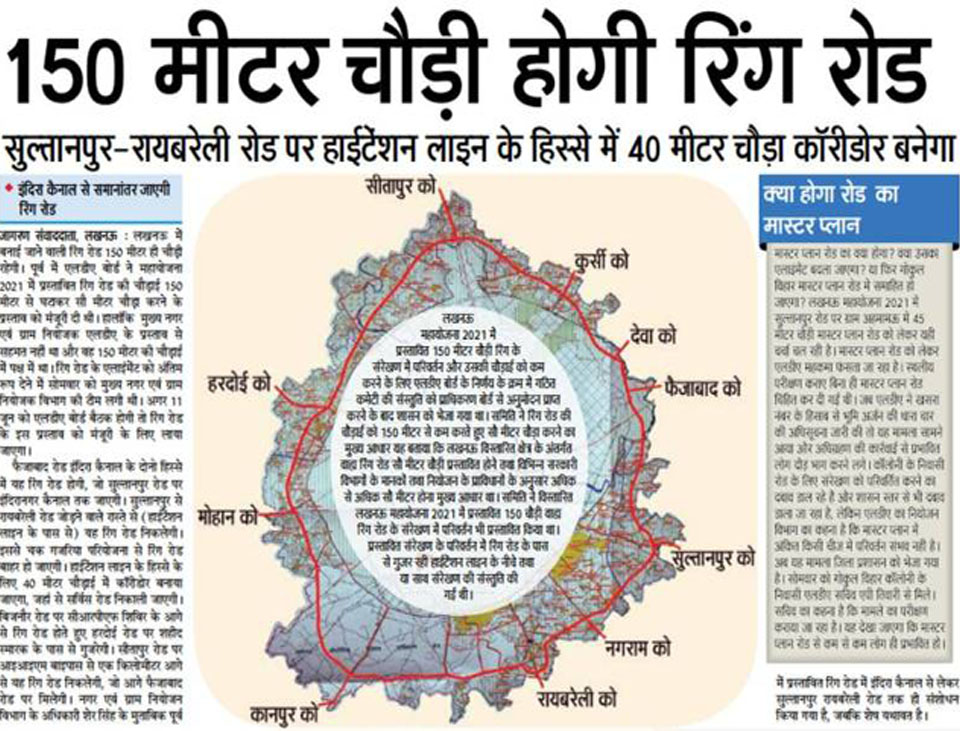 150 मीटर चौड़ी होगी रिंग रोड
सुल्तानपुर-रायबरेली रोड पर हाईटेंशन लाइन के हिस्से में 40 मीटर चौड़ा कॉरीडोर बनेगा
इंदिरा कैनाल से समानांतर जाएगी
रिंग रोड
जागरण संवाददाता, लखनऊ : लखनऊ में
बनाई जाने वाली रिंग रोड 150 मीटर ही चौड़ी
रहेगी। पूर्व में एलडीए बोर्ड ने महायोजना
2021 में प्रस्तावित रिंग रोड की चौड़ाई 150
मीटर से घटाकर सौ मीटर चौड़ा करने के
प्रस्ताव को मंजूरी दी थी। हालाँकि मुख्य नगर
एवं ग्राम नियोजक एलडीए के प्रस्ताव से
सहमत नहीं था और वह 150 मीटर की चौड़ाई
में पक्ष में था। रिंग रोड के एलाइमेंट को अंतिम
रूप देने में सोमवार को मुख्य नगर एवं ग्राम
नियोजक विभाग की टीम लगी थी। अगर 11
जून को एलडीए बोर्ड बैठक होगी तो रिंग रोड
के इस प्रस्ताव को मंजूरी के लिए लाया
जाएगा।
फैजाबाद रोड इंदिरा कैनाल के दोनो हिस्से
में यह रिंग रोड होगी, जो सुल्तानपुर रोड पर
इंदिरानगर कैनाल तक जाएगी। सुल्तानपुर से
रायबरेली रोड जोड़ने वाले रास्ते से (हाईटेंशन
लाइन के पास से) यह रिंग रोड निकलेगी।
इससे चक गजरिया परियोजना से रिंग रोड
बाहर हो जाएगी। हाटिंशन लाइन के हिस्से के
लिए 40 मीटर चौड़ाई में कॉरीडोर बनाया
जाएगा, जहां से सर्विस रोड निकाली जाएगी।
बिजनौर रोड पर सीआरपीएफ शिविर के आगे
से रिंग रोड होते हुए हरदोई रोड पर शहीद
स्मारक के पास से गुजरेगी। सीतापुर रोड पर
आइआइएम बाइपास से एक किलोमीटर आगे
से यह रिंग रोड निकलेगी, जो आगे फैजाबाद
रोड पर मिलेगी। नगर एवं ग्राम नियोजन
विभाग के अधिकारी शेर सिंह के मुताबिक पूर्व
सीतापुर को
कुर्सी को
देवा को
फैजाबाद को
हरदोई को
मोहान को
सुल्तानपुर को
नगराम को
रायबरेली को
कानपुर को
लखनऊ
महायोजना 2021 में
प्रस्तावित 150 मीटर चौड़ी रिंग के
संरेखण में परिवर्तन और उसकी चौड़ाई को कम
करने के लिए एलडीए बोर्ड के निर्णय के क्रम में गठित
कमेटी की संस्तुति को प्राधिकरण बोर्ड से अनुमोदन प्राप्त
करने के बाद शासन को भेजा गया था। समिति ने रिंग रोड की
चौड़ाई को 150 मीटर से कम करते हुए सौ मीटर चौड़ा करने का
मुख्य आधार यह बताया कि लखनऊ विस्तारित क्षेत्र के अंतर्गत
वाह्य रिंग रोड सौ मीटर चौड़ी प्रस्तावित होने तथा विभिन्न सरकारी
विभागों के मानकों तथा नियोजन के प्राविधानों के अनुसार अधिक
से अधिक सौ मीटर होना मुख्य आधार था। समिति ने विस्तारित
लखनऊ महायोजना 2021 में प्रस्तावित 150 चौड़ी वाह्य
रिंग रोड के संरेखण में परिवर्तन भी प्रस्तावित किया था।
प्रस्तावित संरेखण के परिवर्तन में रिंग रोड के पास
से गुजर रही हाईटेंशन लाइन के नीचे तथा
या साथ संरेखण की संस्तुति की
गई थी।
क्या होगा रोड का
मास्टर प्लान
मास्टर प्लान रोड का क्या होगा? क्या उसका
एलाइमेंट बदला जाएगा? या फिर गोकुल
विहार मास्टर प्लान रोड में समाहित हो
जाएगा? लखनऊ महायोजना 2021 में
सुल्तानपुर रोड पर ग्राम अहमामऊ में 45
मीटर चौड़ी मास्टर प्लान रोड को लेकर यही
चर्चा चल रही है। मास्टर प्लान रोड को लेकर
एलडीए महकमा फंसता जा रहा है। स्थलीय
परीक्षण कराए बिना ही मास्टर प्लान रोड
चिंहित कर दी गई थी। जब एलडीए ने खसरा
नंबर के हिसाब से भूमि अर्जन की धारा चार
की अधिसूचना जारी की तो यह मामला सामने
आया और अधिग्रहण की कार्रवाई से प्रभावित
लोग दौड़ भाग करने लगे। कॉलोनी के निवासी
रोड के लिए संरेखण को परिवर्तित करने का
दबाव डाल रहे हैं और शासन स्तर से भी दबाव
डाला जा रहा है, लेकिन एलडीए का नियोजन
विभाग का कहना है कि मास्टर प्लान में
अंकित किसी चीज में परिवर्तन संभव नहीं है।
अब यह मामला जिला प्रशासन को भेजा गया
है। सोमवार को गोकुल विहार कॉलोनी के
निवासी एलडीए सचिव एपी तिवारी से मिले।
सचिव का कहना है कि मामले का परीक्षण
कराया जा रहा है। यह देखा जाएगा कि मास्टर
प्लान रोड से कम से कम लोग ही प्रभावित हों।
में प्रस्तावित रिंग रोड में इंदिरा कैनाल से लेकर
सुल्तानपुर रायबरेली रोड तक ही संशोधन
किया गया है, जबकि शेष यथावत है।